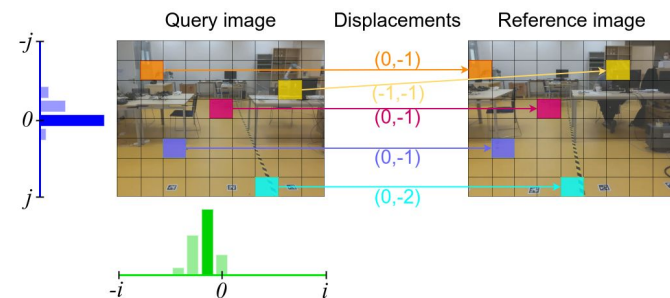 Query image Displacements Reference image
-j
(0,-1)
(-1,-1)
(0,-1)
0
(0,-1)
j
(0,-2)
-i 0 i